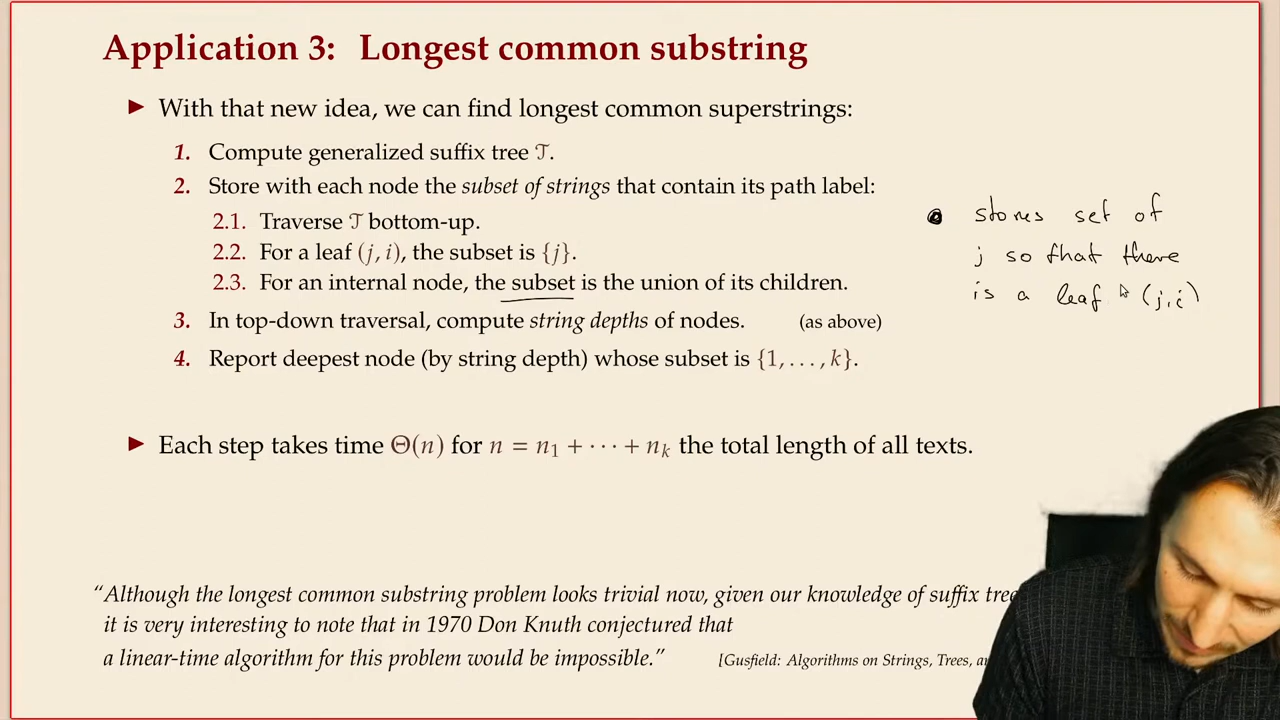 Application 3: Longest common substring
▶ With that new idea, we can find longest common superstrings:
1. Compute generalized suffix tree 𝒯.
2. Store with each node the subset of strings that contain its path label:
2.1. Traverse 𝒯 bottom-up.
2.2. For a leaf (j, i), the subset is {j}.
2.3. For an internal node, the subset is the union of its children.
3. In top-down traversal, compute string depths of nodes. (as above)
4. Report deepest node (by string depth) whose subset is {1, . . . , k}.
stores set of
j so that there
is a leaf (j,i)
▶ Each step takes time Θ(n) for n = n₁ + · · · + nₖ the total length of all texts.
“Although the longest common substring problem looks trivial now, given our knowledge of suffix
it is very interesting to note that in 1970 Don Knuth conjectured that
a linear-time algorithm for this problem would be impossible.” [Gusfield: Algorithms on Strings, Trees,